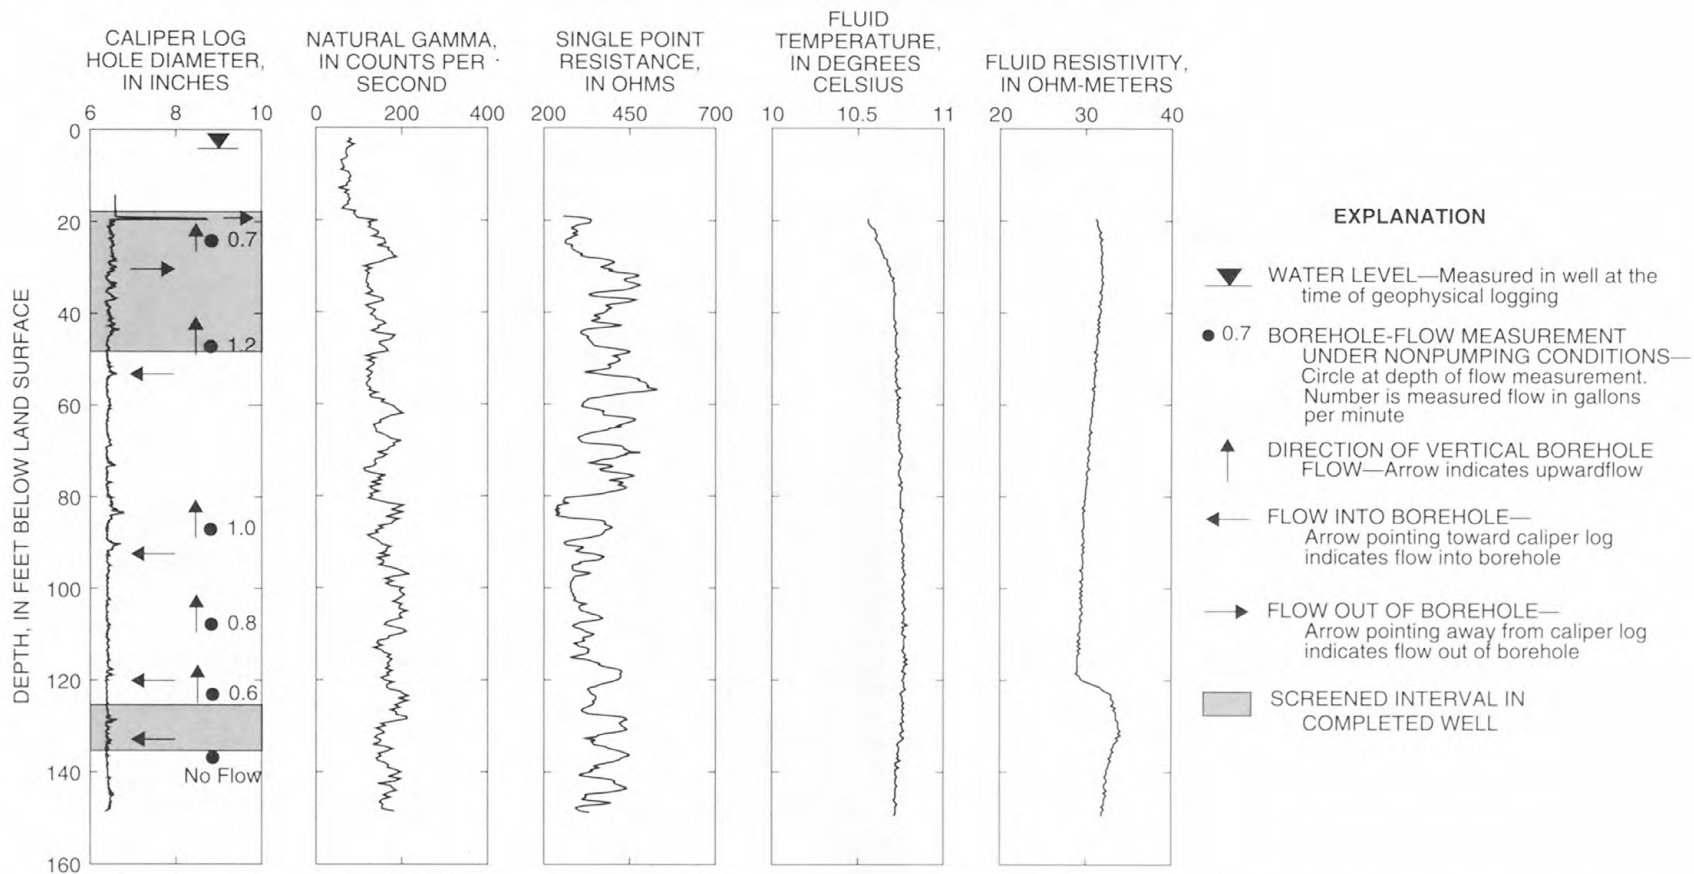 CALIPER LOG
HOLE DIAMETER,
IN INCHES
6 8 10
NATURAL GAMMA,
IN COUNTS PER
SECOND
0 200 400
SINGLE POINT
RESISTANCE,
IN OHMS
200 450 700
FLUID
TEMPERATURE,
IN DEGREES
CELSIUS
10 10.5 11
FLUID RESISTIVITY,
IN OHM-METERS
20 30 40
DEPTH, IN FEET BELOW LAND SURFACE
0
20
40
60
80
100
120
140
160
0.7
1.2
1.0
0.8
0.6
No Flow
EXPLANATION
WATER LEVEL—Measured in well at the
time of geophysical logging
0.7 BOREHOLE-FLOW MEASUREMENT
UNDER NONPUMPING CONDITIONS—
Circle at depth of flow measurement.
Number is measured flow in gallons
per minute
DIRECTION OF VERTICAL BOREHOLE
FLOW—Arrow indicates upwardflow
FLOW INTO BOREHOLE—
Arrow pointing toward caliper log
indicates flow into borehole
FLOW OUT OF BOREHOLE—
Arrow pointing away from caliper log
indicates flow out of borehole
SCREENED INTERVAL IN
COMPLETED WELL